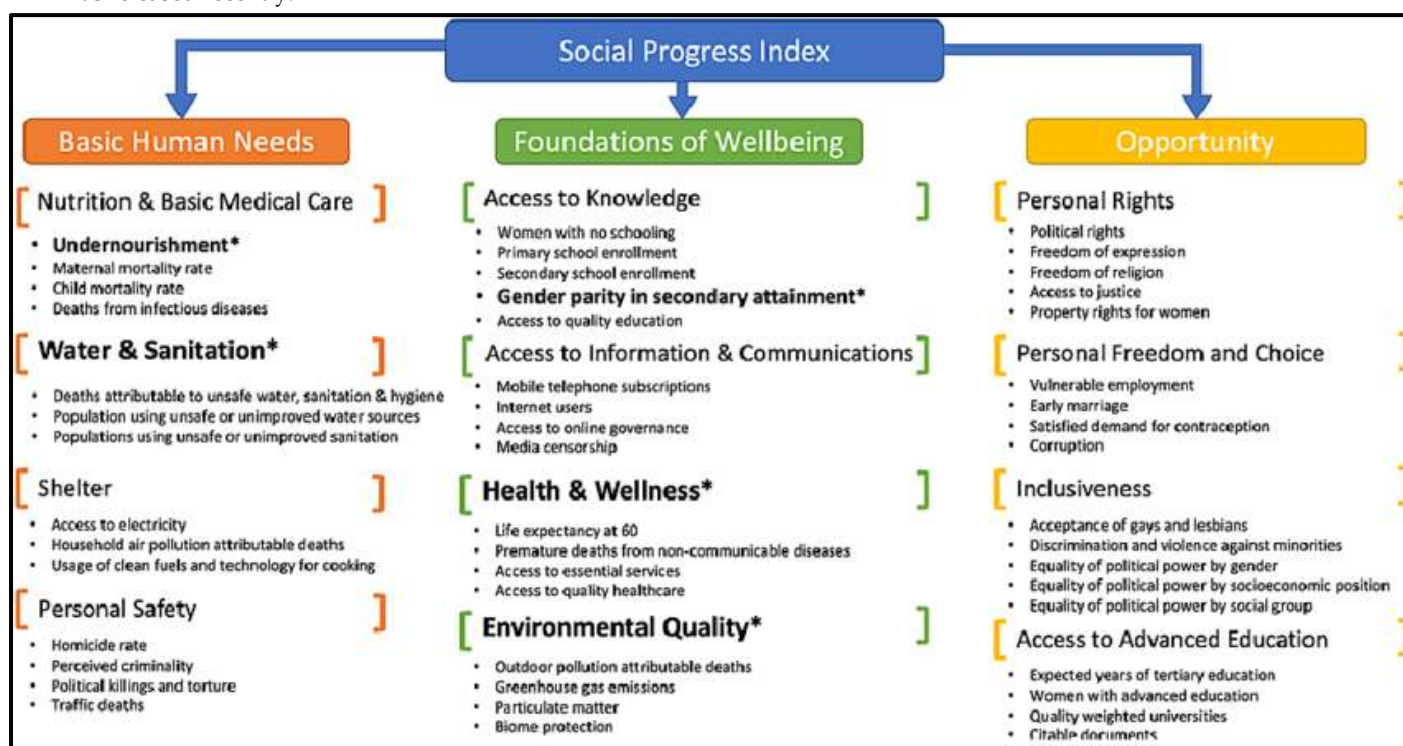 Social Progress Index
Basic Human Needs
Nutrition & Basic Medical Care
• Undernourishment*
• Maternal mortality rate
• Child mortality rate
• Deaths from infectious diseases
Water & Sanitation*
• Deaths attributable to unsafe water, sanitation & hygiene
• Population using unsafe or unimproved water sources
• Populations using unsafe or unimproved sanitation
Shelter
• Access to electricity
• Household air pollution attributable deaths
• Usage of clean fuels and technology for cooking
Personal Safety
• Homicide rate
• Perceived criminality
• Political killings and torture
• Traffic deaths
Foundations of Wellbeing
Access to Knowledge
• Women with no schooling
• Primary school enrollment
• Secondary school enrollment
• Gender parity in secondary attainment*
• Access to quality education
Access to Information & Communications
• Mobile telephone subscriptions
• Internet users
• Access to online governance
• Media censorship
Health & Wellness*
• Life expectancy at 60
• Premature deaths from non-communicable diseases
• Access to essential services
• Access to quality healthcare
Environmental Quality*
• Outdoor pollution attributable deaths
• Greenhouse gas emissions
• Particulate matter
• Biome protection
Opportunity
Personal Rights
• Political rights
• Freedom of expression
• Freedom of religion
• Access to justice
• Property rights for women
Personal Freedom and Choice
• Vulnerable employment
• Early marriage
• Satisfied demand for contraception
• Corruption
Inclusiveness
• Acceptance of gays and lesbians
• Discrimination and violence against minorities
• Equality of political power by gender
• Equality of political power by socioeconomic position
• Equality of political power by social group
Access to Advanced Education
• Expected years of tertiary education
• Women with advanced education
• Quality weighted universities
• Citable documents